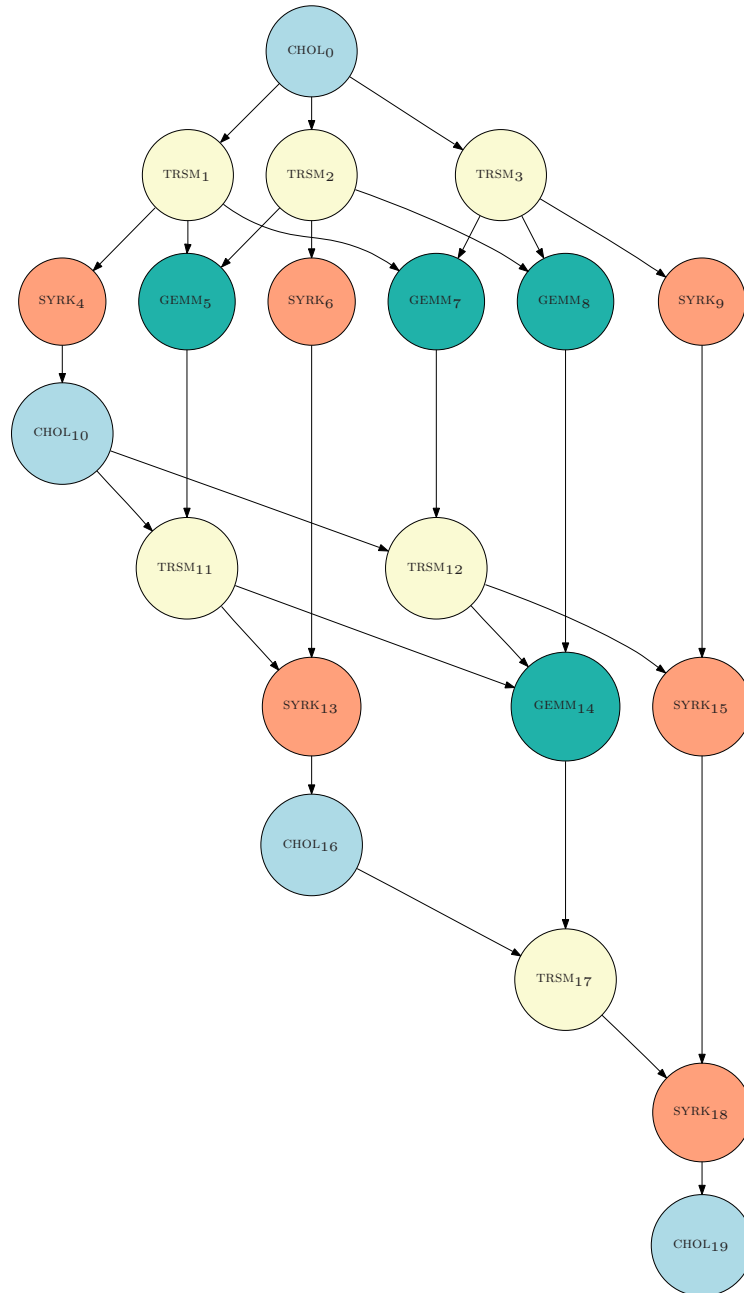 CHOL0
TRSM1
TRSM2
TRSM3
SYRK4
GEMM5
SYRK6
GEMM7
GEMM8
SYRK9
CHOL10
TRSM11
TRSM12
SYRK13
GEMM14
SYRK15
CHOL16
TRSM17
SYRK18
CHOL19